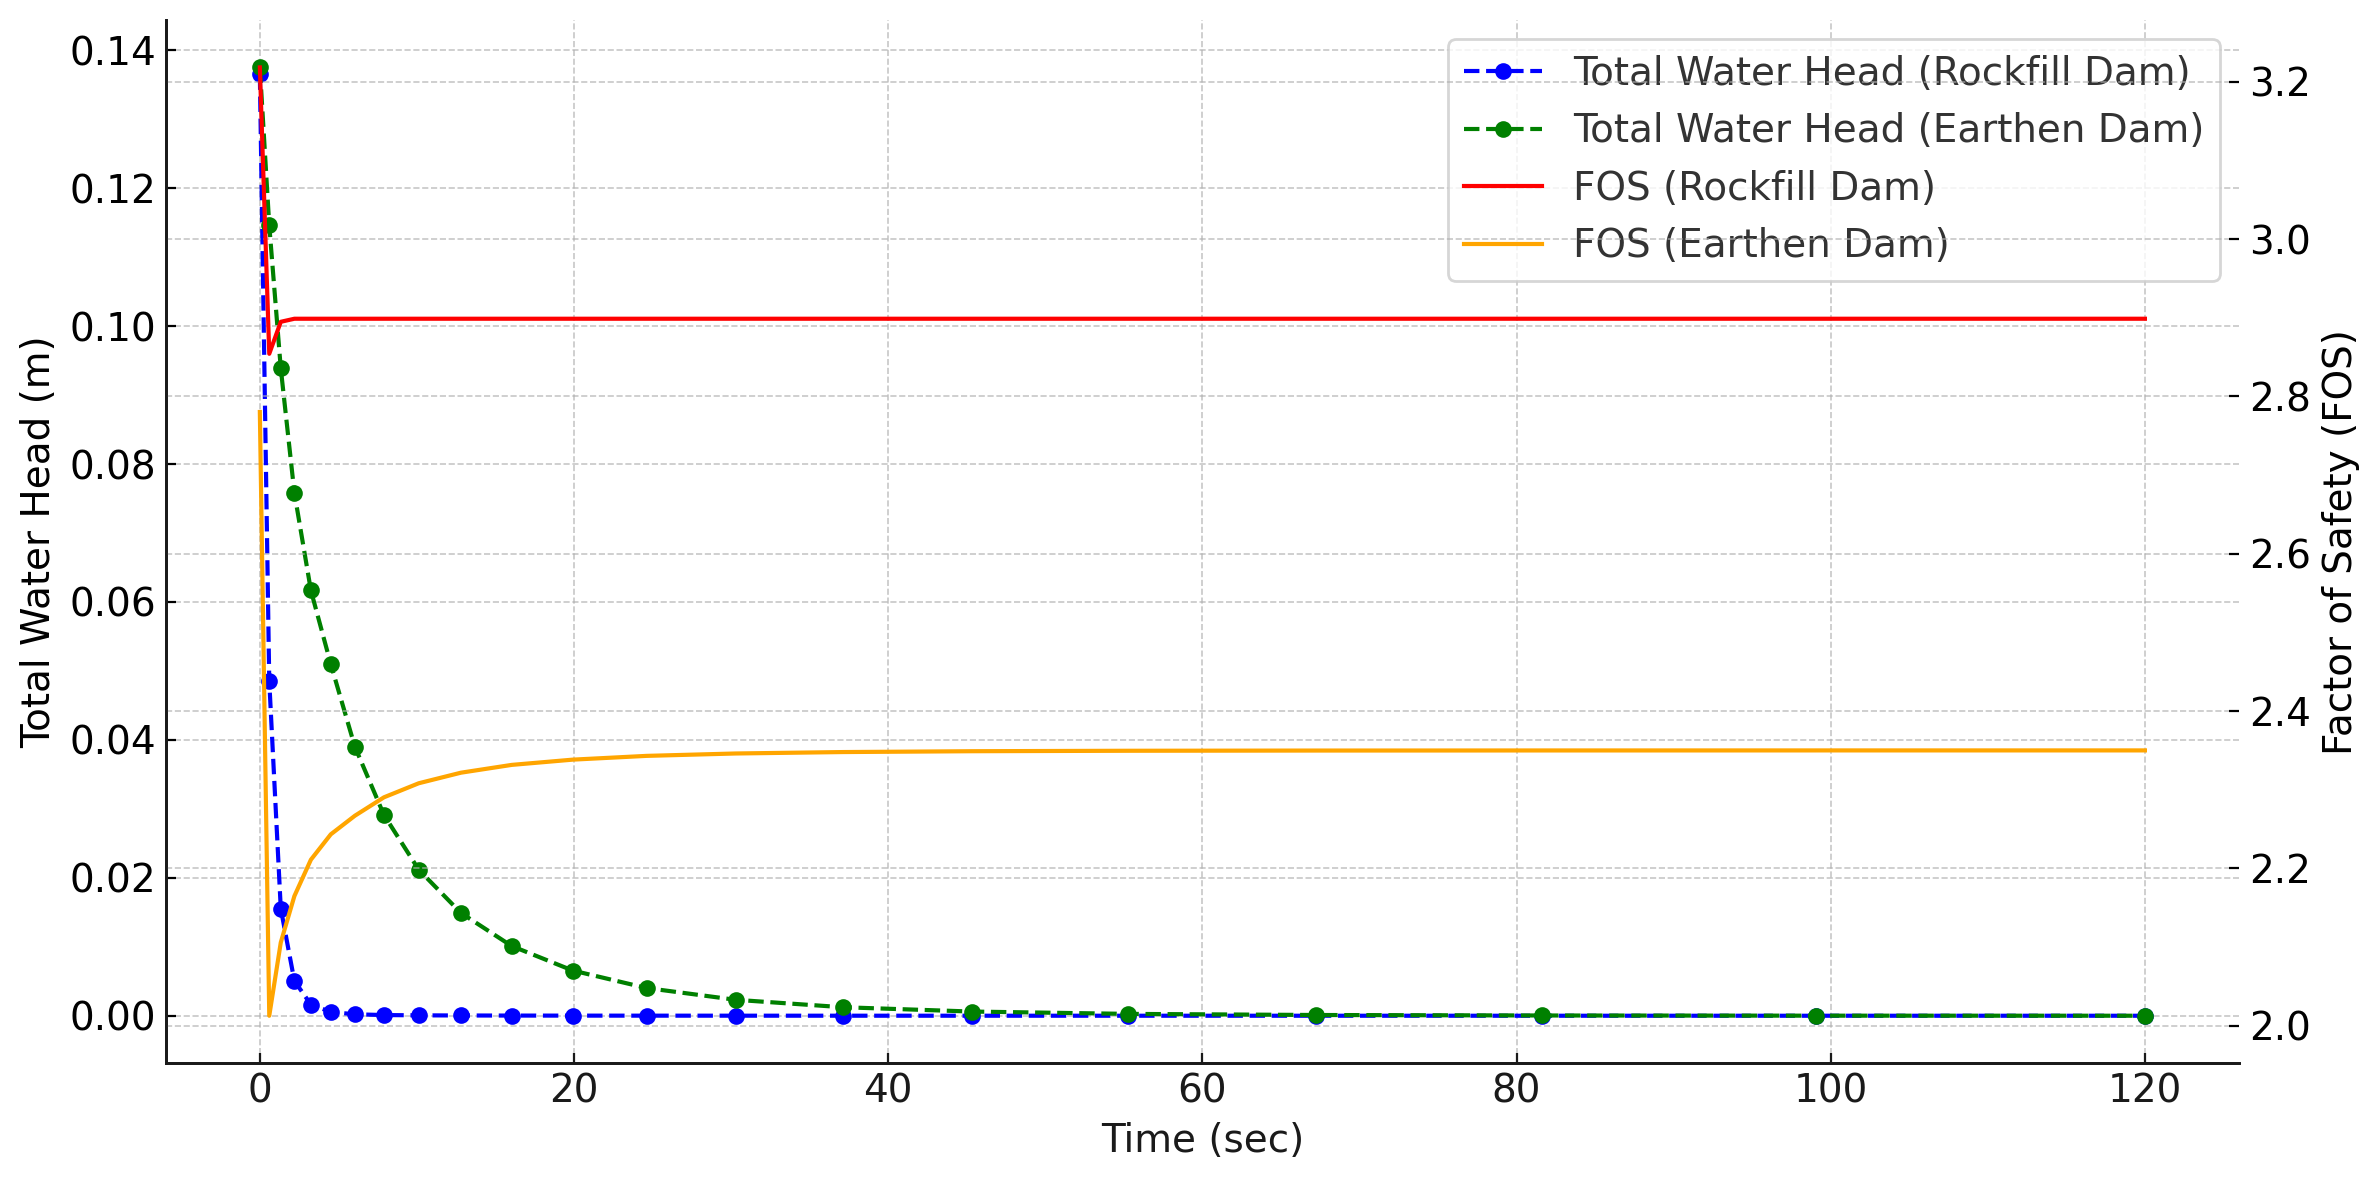 Total Water Head (m)
0.14
0.12
0.10
0.08
0.06
0.04
0.02
0.00
Total Water Head (Rockfill Dam)
Total Water Head (Earthen Dam)
FOS (Rockfill Dam)
FOS (Earthen Dam)
3.2
3.0
2.8
2.6
2.4
2.2
2.0
Factor of Safety (FOS)
0 20 40 60 80 100 120
Time (sec)